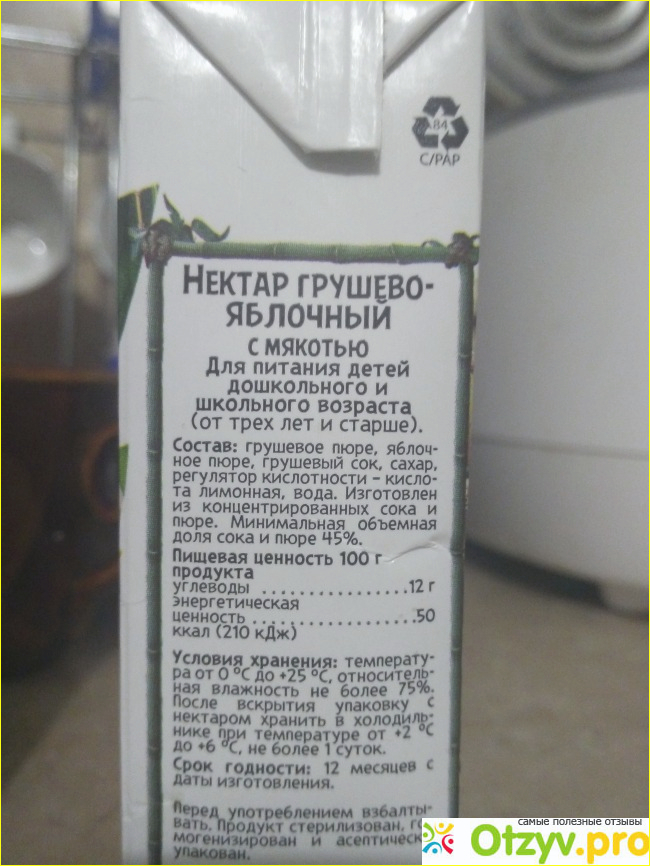 84
C/PAP
НЕКТАР ГРУШЕВО-
ЯБЛОЧНЫЙ
С МЯКОТЬЮ
Для питания детей
дошкольного и
школьного возраста
(от трех лет и старше).
Состав: грушевое пюре, яблоч-
ное пюре, грушевый сок, сахар,
регулятор кислотности – кисло-
та лимонная, вода. Изготовлен
из концентрированных сока и
пюре. Минимальная объемная
доля сока и пюре 45%.
Пищевая ценность 100 г
продукта
углеводы ..................12 г
энергетическая
ценность ....................50
ккал (210 кДж)
Условия хранения: температу-
ра от 0 °С до +25 °С, относитель-
ная влажность не более 75%.
После вскрытия упаковку с
нектаром хранить в холодиль-
нике при температуре от +2 °С
до +6 °С, не более 1 суток.
Срок годности: 12 месяцев с
даты изготовления.
Перед употреблением взбалты-
вать. Продукт стерилизован, го
могенизирован и асептическ
упакован.
самые полезные отзывы
Otzyv.pro